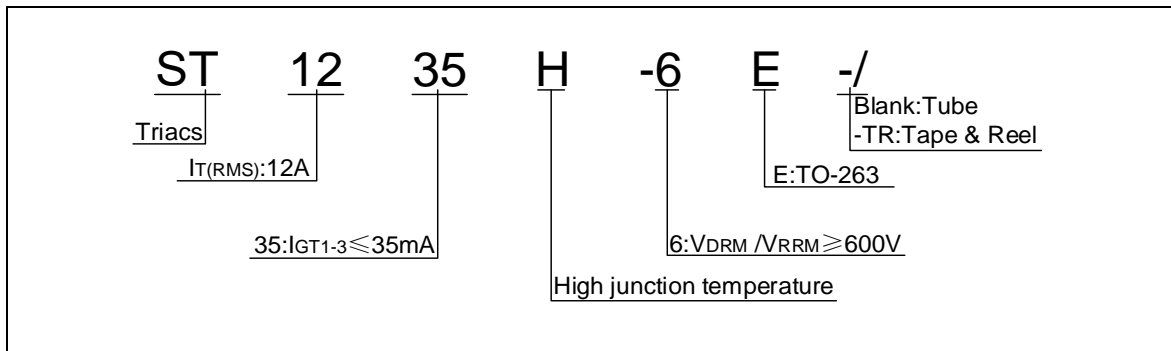 ST 12 35 H -6 E -/
Blank:Tube
Triacs
-TR:Tape & Reel
IT(RMS):12A
E:TO-263
35:IGT1-3≤35mA
6:VDRM /VRRM≥600V
High junction temperature